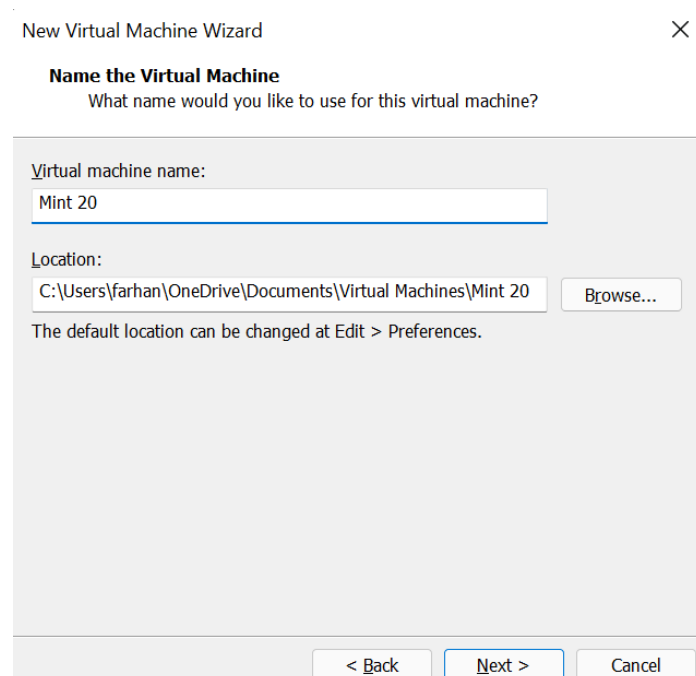 New Virtual Machine Wizard
Name the Virtual Machine
What name would you like to use for this virtual machine?
Virtual machine name:
Mint 20
Location:
C:\Users\farhan\OneDrive\Documents\Virtual Machines\Mint 20
Browse...
The default location can be changed at Edit > Preferences.
< Back
Next >
Cancel